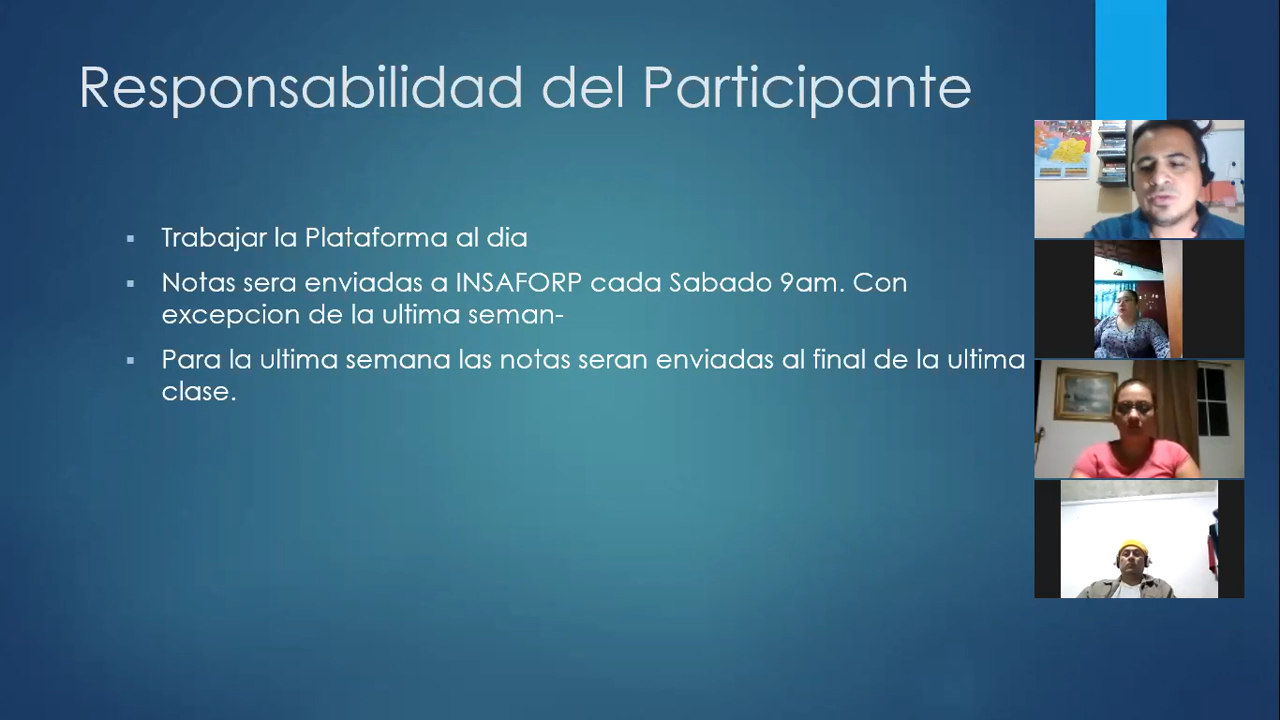 Responsabilidad del Participante
Trabajar la Plataforma al dia
Notas sera enviadas a INSAFORP cada Sabado 9am. Con
excepcion de la ultima seman-
Para la ultima semana las notas seran enviadas al final de la ultima
clase.